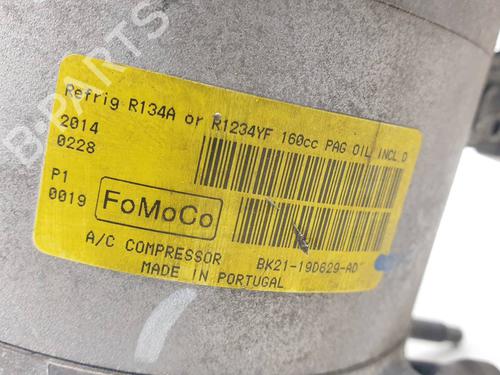 Refrig R134A or R1234YF 160cc PAG OIL INCL.D
2014
0228
P1
0019
FoMoCo
A/C COMPRESSOR
BK21-19D629-AD
MADE IN PORTUGAL
B-PARTS